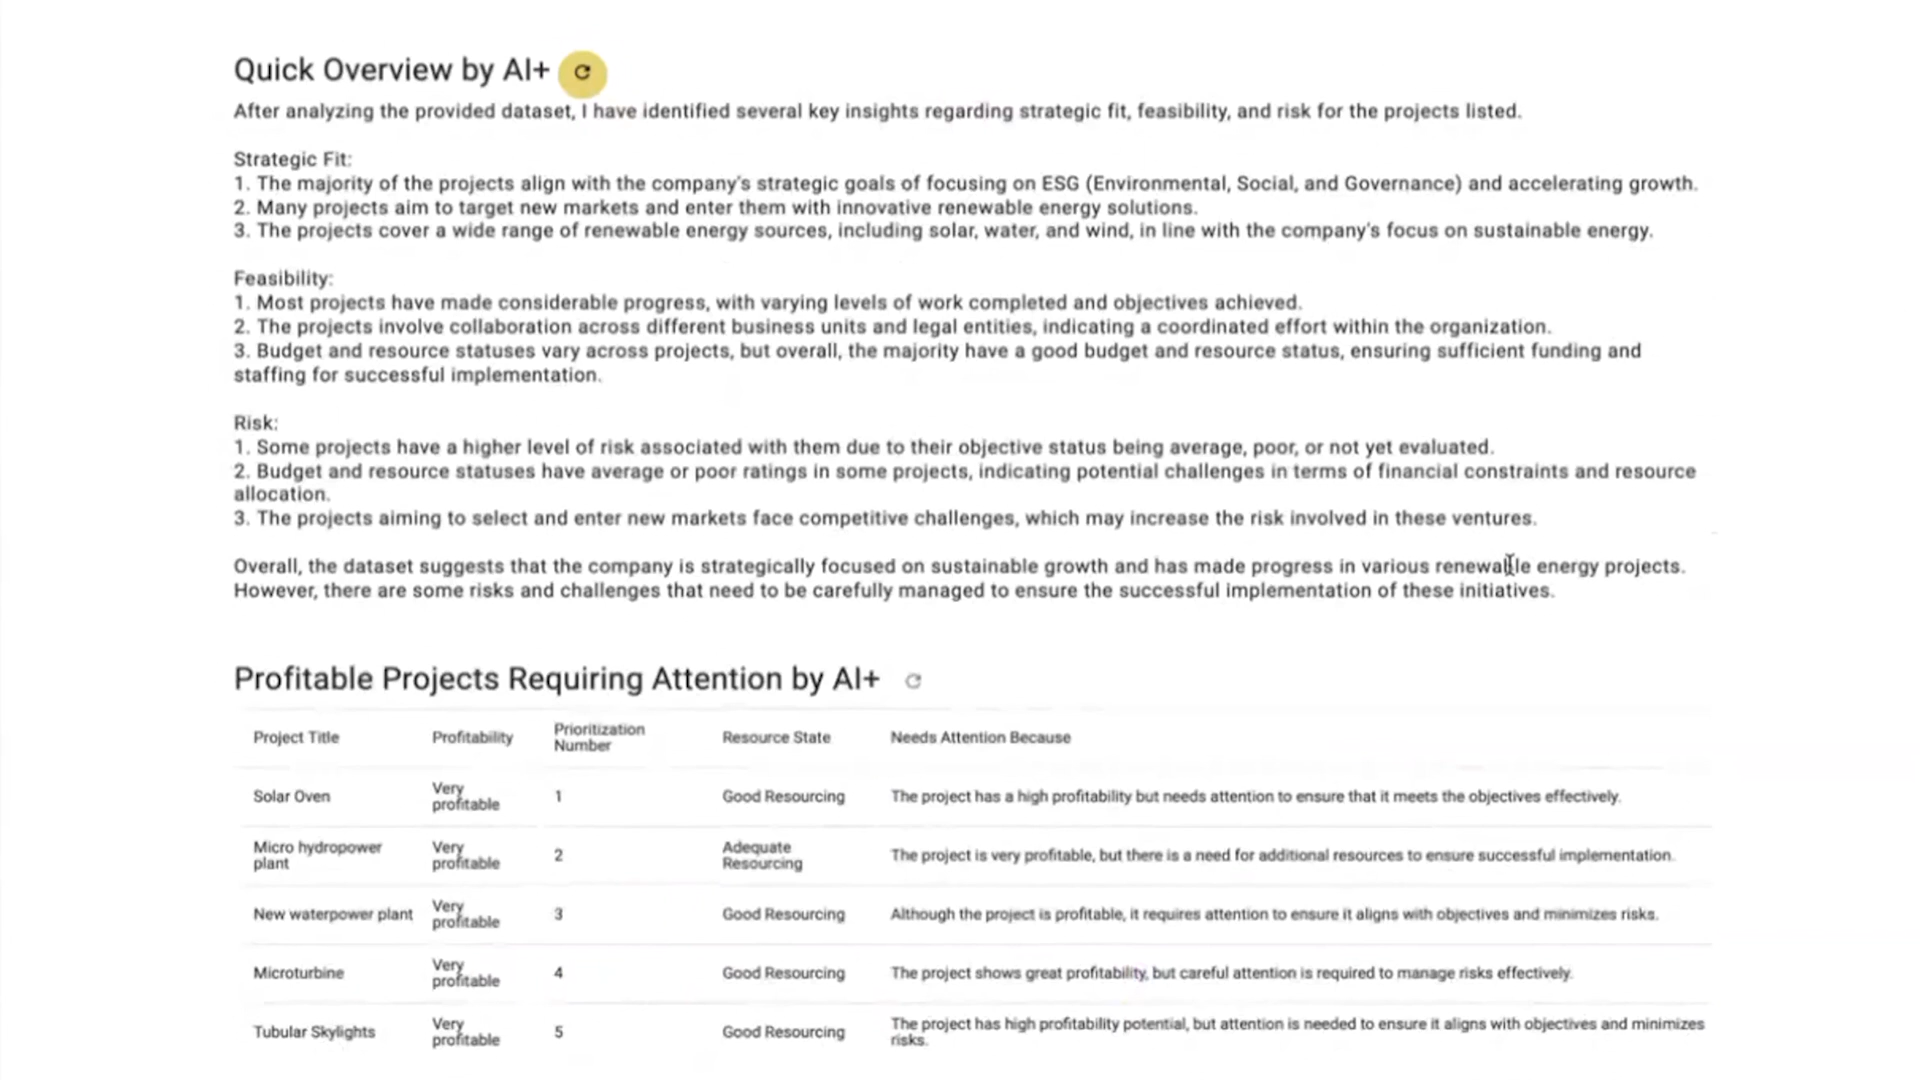 Quick Overview by AI+
After analyzing the provided dataset, I have identified several key insights regarding strategic fit, feasibility, and risk for the projects listed.
Strategic Fit:
1. The majority of the projects align with the company's strategic goals of focusing on ESG (Environmental, Social, and Governance) and accelerating growth.
2. Many projects aim to target new markets and enter them with innovative renewable energy solutions.
3. The projects cover a wide range of renewable energy sources, including solar, water, and wind, in line with the company's focus on sustainable energy.
Feasibility:
1. Most projects have made considerable progress, with varying levels of work completed and objectives achieved.
2. The projects involve collaboration across different business units and legal entities, indicating a coordinated effort within the organization.
3. Budget and resource statuses vary across projects, but overall, the majority have a good budget and resource status, ensuring sufficient funding and
staffing for successful implementation.
Risk:
1. Some projects have a higher level of risk associated with them due to their objective status being average, poor, or not yet evaluated.
2. Budget and resource statuses have average or poor ratings in some projects, indicating potential challenges in terms of financial constraints and resource
allocation.
3. The projects aiming to select and enter new markets face competitive challenges, which may increase the risk involved in these ventures.
Overall, the dataset suggests that the company is strategically focused on sustainable growth and has made progress in various renewable energy projects.
However, there are some risks and challenges that need to be carefully managed to ensure the successful implementation of these initiatives.
Profitable Projects Requiring Attention by AI+
Project Title Profitability Prioritization Number Resource State Needs Attention Because
Solar Oven Very profitable 1 Good Resourcing The project has a high profitability but needs attention to ensure that it meets the objectives effectively.
Micro hydropower plant Very profitable 2 Adequate Resourcing The project is very profitable, but there is a need for additional resources to ensure successful implementation.
New waterpower plant Very profitable 3 Good Resourcing Although the project is profitable, it requires attention to ensure it aligns with objectives and minimizes risks.
Microturbine Very profitable 4 Good Resourcing The project shows great profitability, but careful attention is required to manage risks effectively.
Tubular Skylights Very profitable 5 Good Resourcing The project has high profitability potential, but attention is needed to ensure it aligns with objectives and minimizes risks.